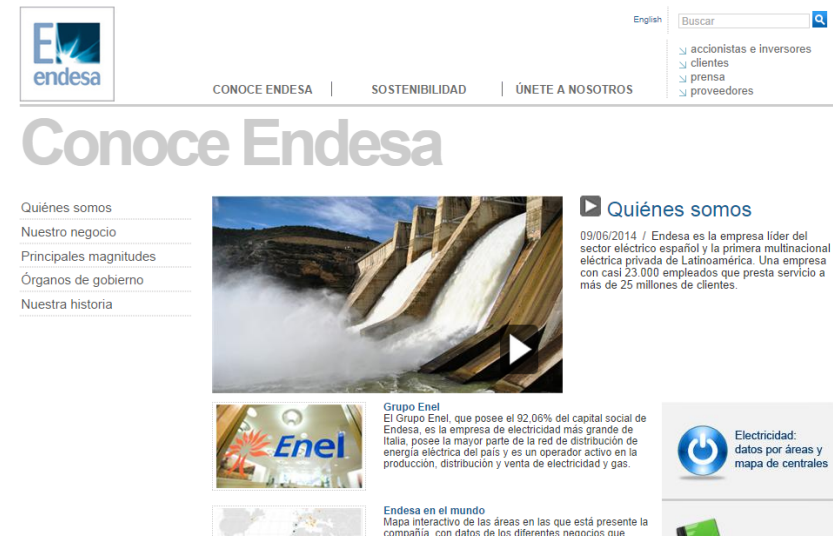 English
Buscar
endesa
accionistas e inversores
clientes
prensa
proveedores
CONOCE ENDESA
SOSTENIBILIDAD
ÚNETE A NOSOTROS
Conoce Endesa
Quiénes somos
Nuestro negocio
Principales magnitudes
Órganos de gobierno
Nuestra historia
Quiénes somos
09/06/2014 / Endesa es la empresa líder del
sector eléctrico español y la primera multinacional
eléctrica privada de Latinoamérica. Una empresa
con casi 23.000 empleados que presta servicio a
más de 25 millones de clientes.
Enel
Grupo Enel
El Grupo Enel, que posee el 92,06% del capital social de
Endesa, es la empresa de electricidad más grande de
Italia, posee la mayor parte de la red de distribución de
energía eléctrica del país y es un operador activo en la
producción, distribución y venta de electricidad y gas.
Electricidad:
datos por áreas y
mapa de centrales
Endesa en el mundo
Mapa interactivo de las áreas en las que está presente la
compañía, con datos de los diferentes negocios que